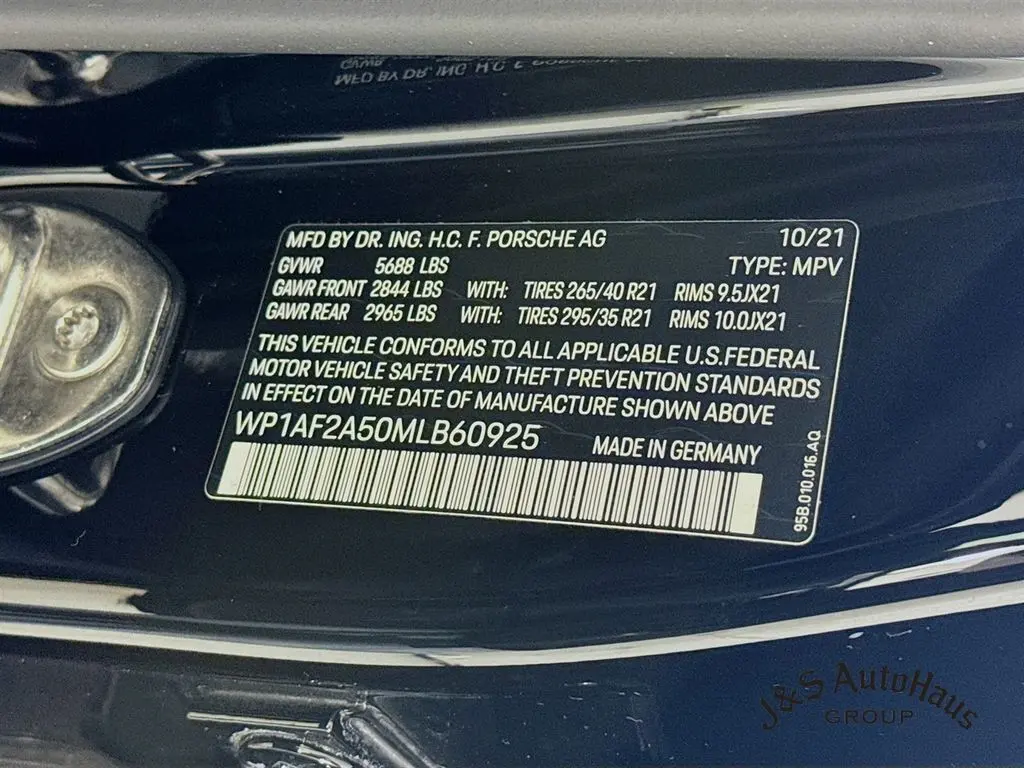 MFD BY DR. ING. H.C. F. PORSCHE AG 10/21
GVWR 5688 LBS TYPE: MPV
GAWR FRONT 2844 LBS WITH: TIRES 265/40 R21 RIMS 9.5JX21
GAWR REAR 2965 LBS WITH: TIRES 295/35 R21 RIMS 10.0JX21
THIS VEHICLE CONFORMS TO ALL APPLICABLE U.S.FEDERAL
MOTOR VEHICLE SAFETY AND THEFT PREVENTION STANDARDS
IN EFFECT ON THE DATE OF MANUFACTURE SHOWN ABOVE
WP1AF2A50MLB60925 MADE IN GERMANY
95B.010.016.AQ
J&S AutoHaus
GROUP